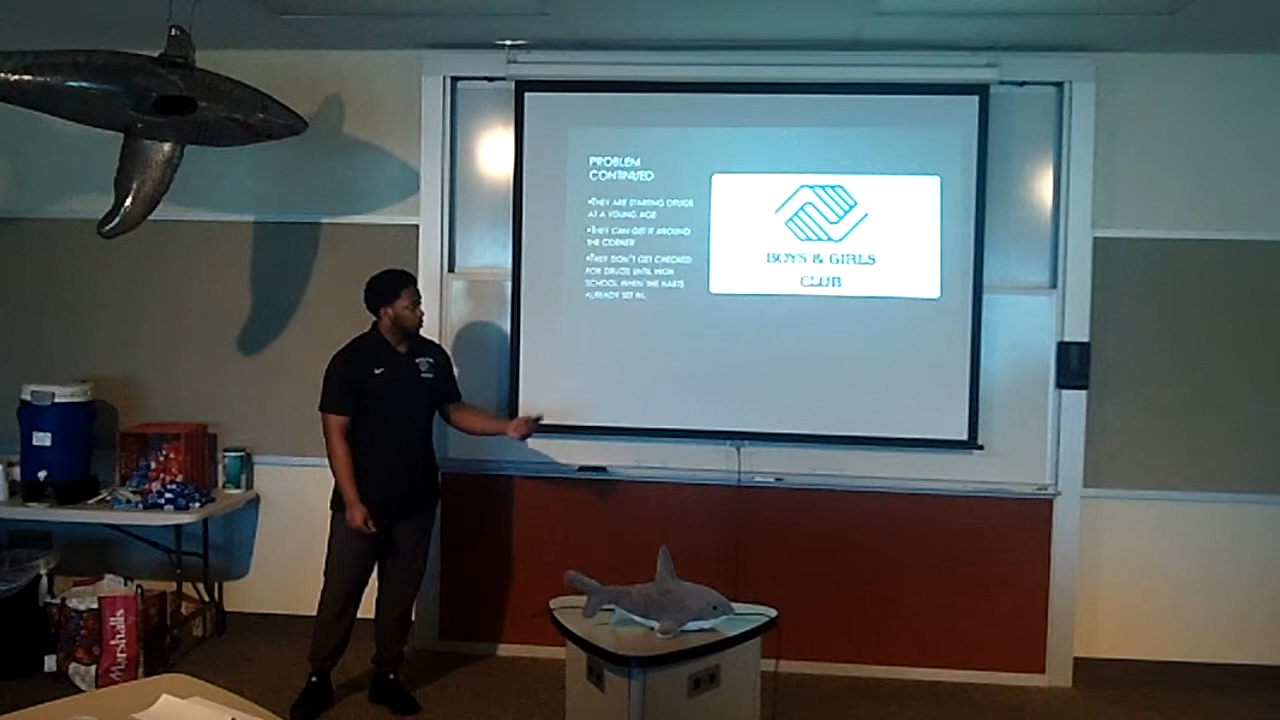 PROBLEM
CONTINUED
•THEY ARE STARTING DRUGS
AT A YOUNG AGE
•THEY CAN GET IT AROUND
THE CORNER
•THEY DON'T GET CHECKED
FOR DRUGS UNTIL HIGH
SCHOOL WHEN THE HABITS
ALREADY SET IN.
BOYS & GIRLS
CLUB
Marshalls